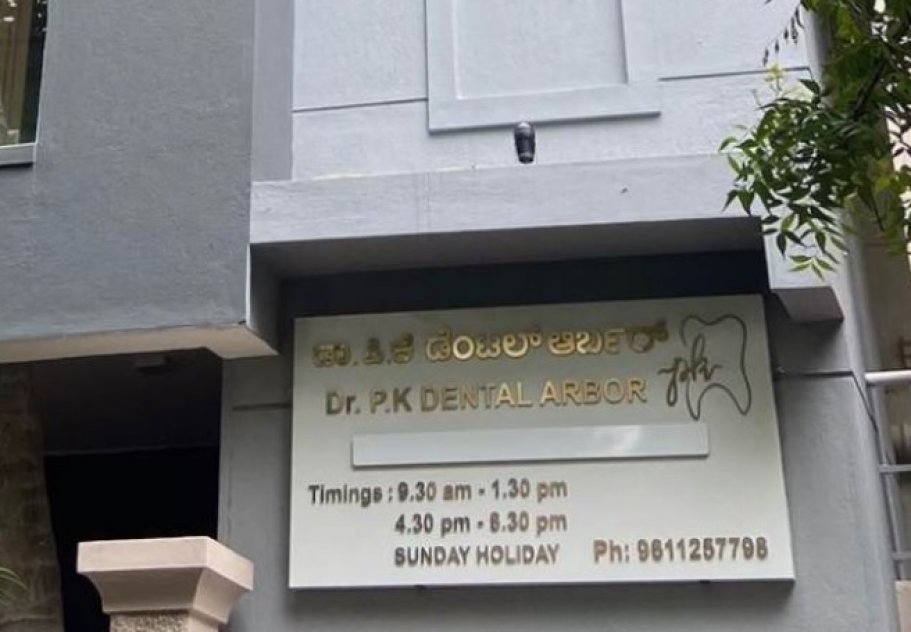 ಡಾ. ಪಿ.ಕೆ ಡೆಂಟಲ್ ಆರ್ಬರ್
Dr. P.K DENTAL ARBOR
pk
Timings : 9.30 am - 1.30 pm
4.30 pm - 8.30 pm
SUNDAY HOLIDAY
Ph: 9611257798